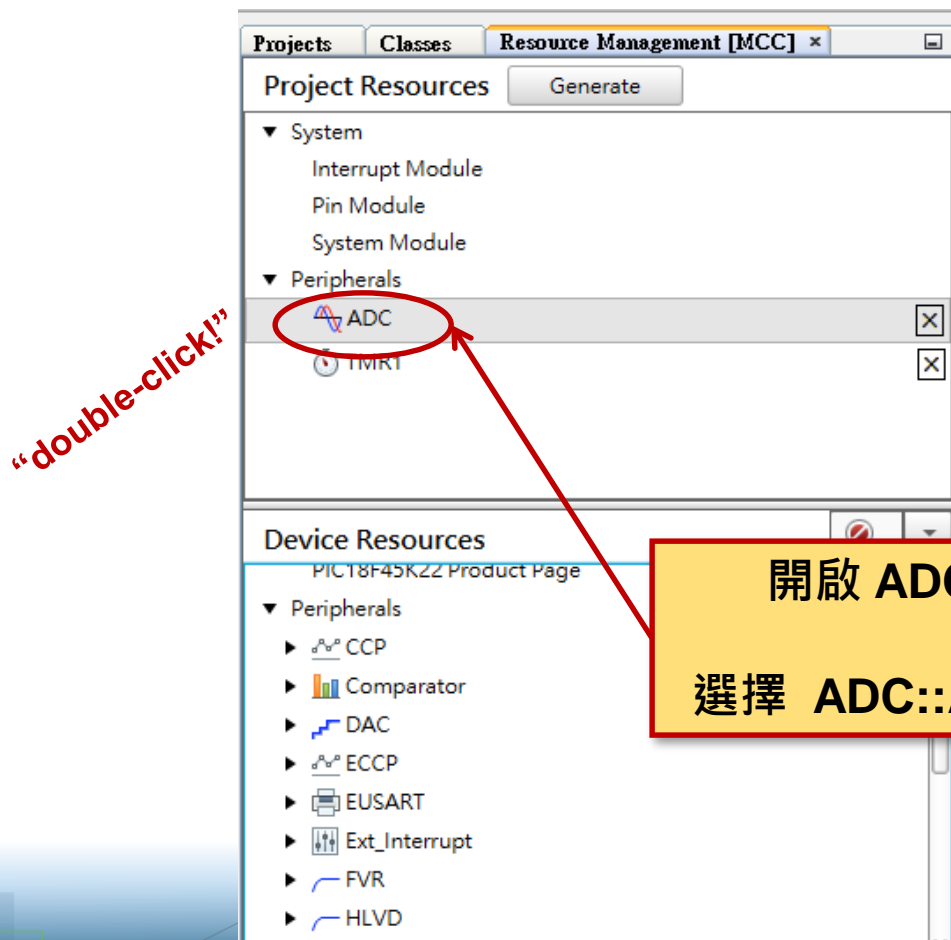 Projects Classes Resource Management [MCC] ×
Project Resources Generate
System
Interrupt Module
Pin Module
System Module
Peripherals
ADC
TMR1
“double-click!”
Device Resources
PIC18F45K22 Product Page
開啟 ADC
Peripherals
CCP
Comparator
選擇 ADC::
DAC
ECCP
EUSART
Ext_Interrupt
FVR
HLVD